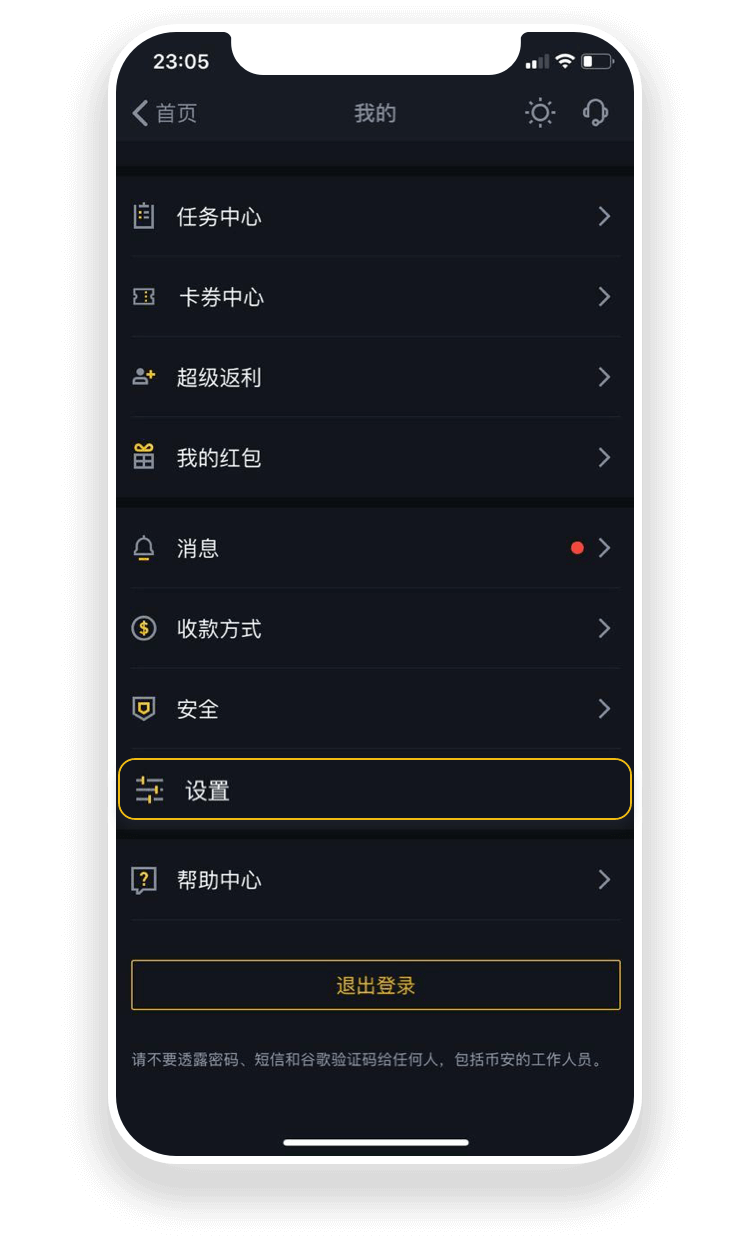 23:05
首页
我的
任务中心
卡券中心
超级返利
我的红包
消息
收款方式
安全
设置
帮助中心
退出登录
请不要透露密码、短信和谷歌验证码给任何人，包括币安的工作人员。